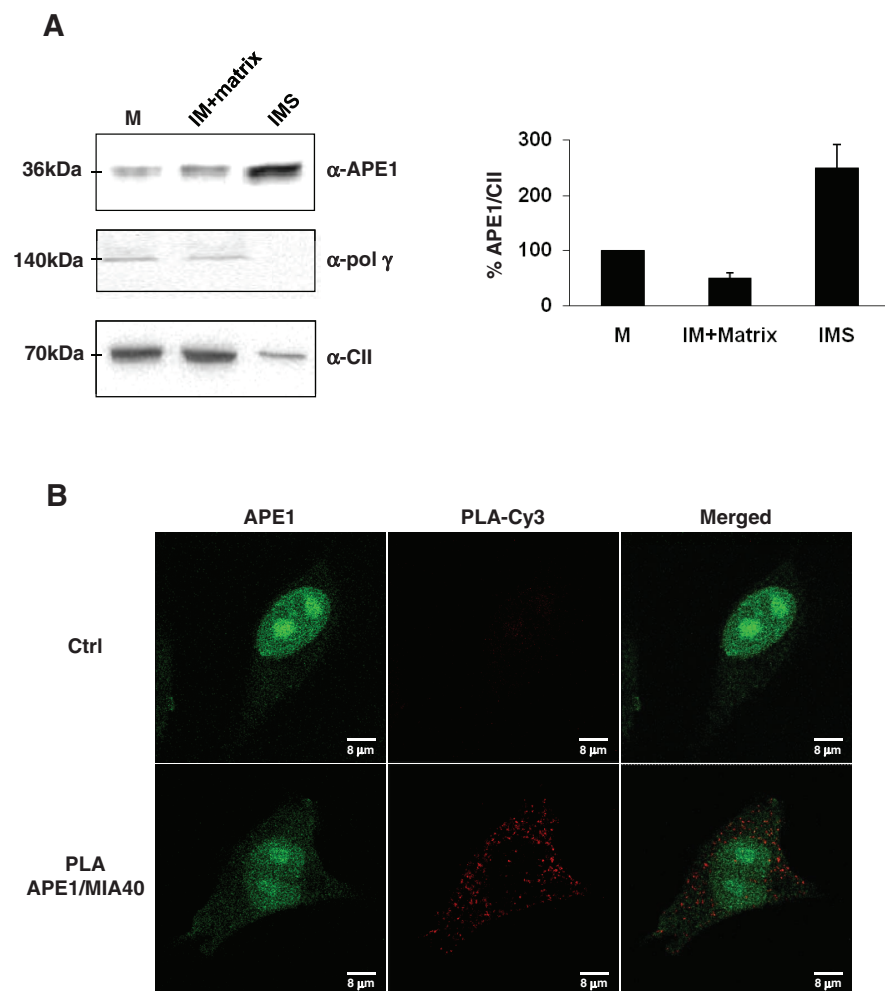 A
M
IM+matrix
IMS
36kDa
α-APE1
140kDa
α-pol γ
70kDa
α-CII
% APE1/CII
300
200
100
0
M
IM+Matrix
IMS
B
APE1
PLA-Cy3
Merged
Ctrl
8 µm
8 µm
8 µm
PLA
APE1/MIA40
8 µm
8 µm
8 µm